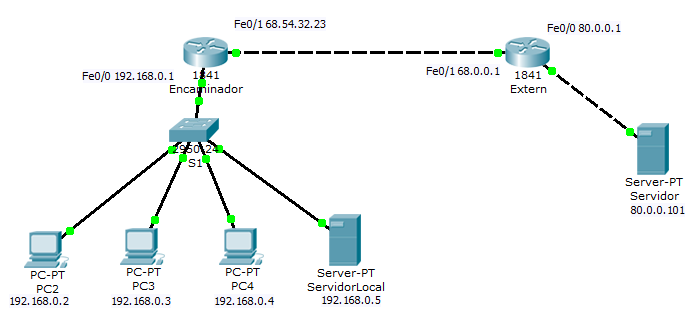 Fe0/1 68.54.32.23
Fe0/0 80.0.0.1
Fe0/0 192.168.0.1
1841
Encaminador
Fe0/1 68.0.0.1
1841
Extern
2950-24
S1
Server-PT
Servidor
80.0.0.101
PC-PT
PC2
192.168.0.2
PC-PT
PC3
192.168.0.3
PC-PT
PC4
192.168.0.4
Server-PT
ServidorLocal
192.168.0.5